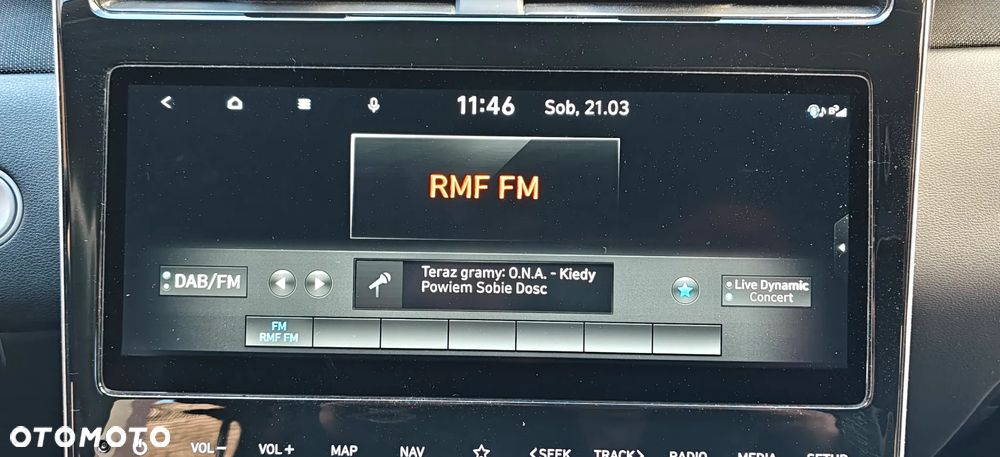 11:46 Sob, 21.03
RMF FM
DAB/FM
Teraz gramy: O.N.A. - Kiedy
Powiem Sobie Dosc
Live Dynamic
Concert
FM
RMF FM
OTOMOTO
VOL− VOL+ MAP NAV <SEEK TRACK> RADIO MEDIA SETUP